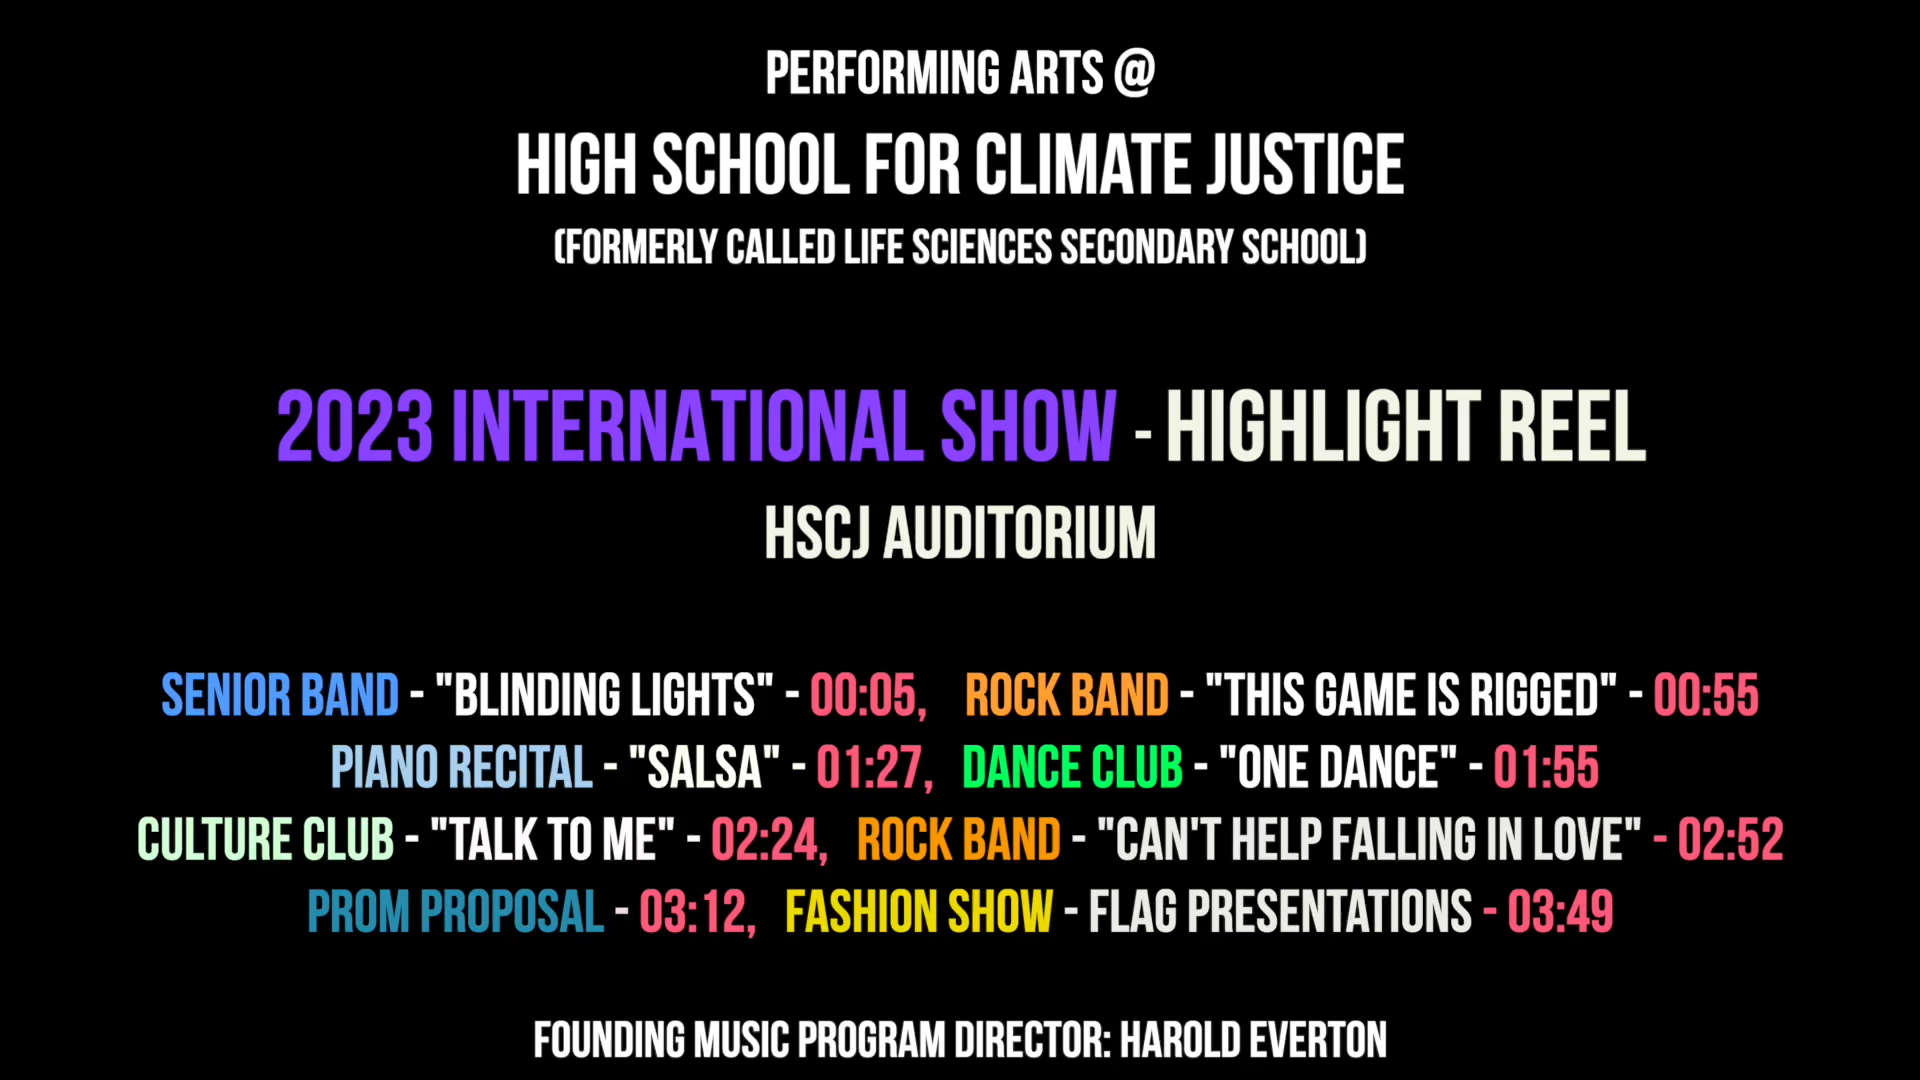 PERFORMING ARTS @
HIGH SCHOOL FOR CLIMATE JUSTICE
(FORMERLY CALLED LIFE SCIENCES SECONDARY SCHOOL)
2023 INTERNATIONAL SHOW - HIGHLIGHT REEL
HSCJ AUDITORIUM
SENIOR BAND - "BLINDING LIGHTS" - 00:05, ROCK BAND - "THIS GAME IS RIGGED" - 00:55
PIANO RECITAL - "SALSA" - 01:27, DANCE CLUB - "ONE DANCE" - 01:55
CULTURE CLUB - "TALK TO ME" - 02:24, ROCK BAND - "CAN'T HELP FALLING IN LOVE" - 02:52
PROM PROPOSAL - 03:12, FASHION SHOW - FLAG PRESENTATIONS - 03:49
FOUNDING MUSIC PROGRAM DIRECTOR: HAROLD EVERTON